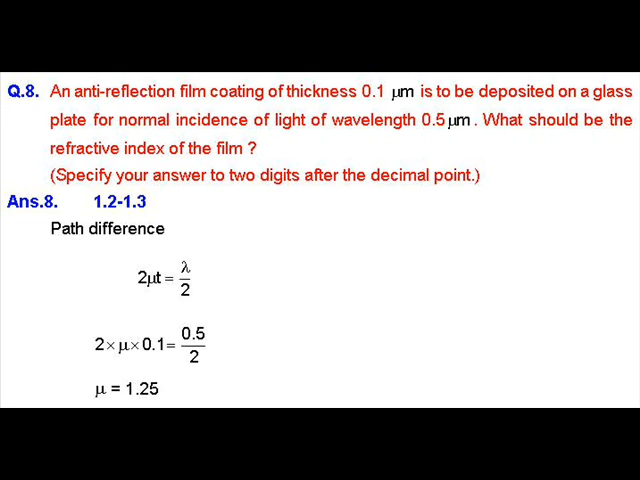 Q.8. An anti-reflection film coating of thickness 0.1 μm is to be deposited on a glass
plate for normal incidence of light of wavelength 0.5 μm. What should be the
refractive index of the film ?
(Specify your answer to two digits after the decimal point.)
Ans.8. 1.2-1.3
Path difference
2μt = λ/2
2 × μ × 0.1 = 0.5/2
μ = 1.25